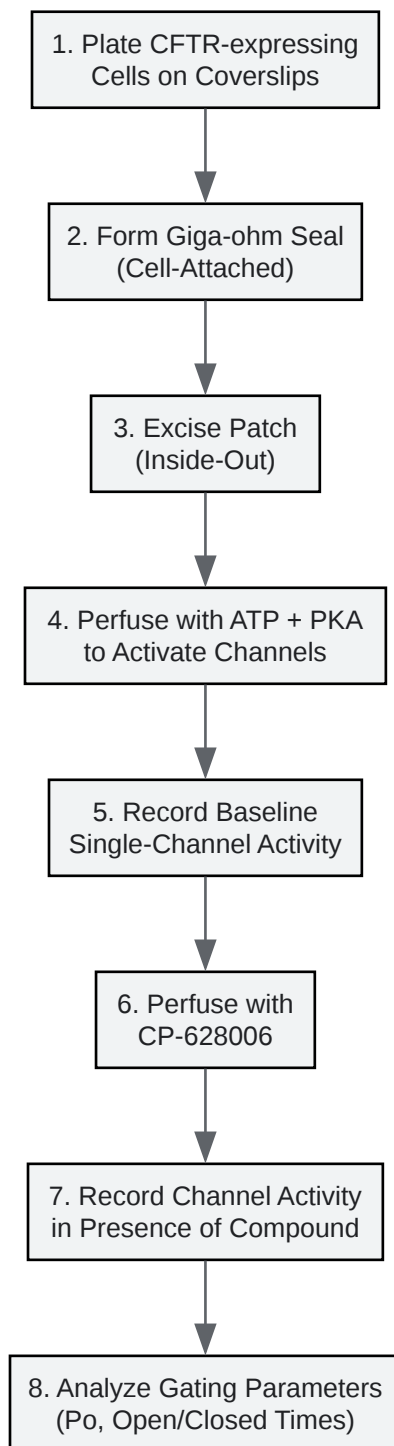 1. Plate CFTR-expressing
Cells on Coverslips
2. Form Giga-ohm Seal
(Cell-Attached)
3. Excise Patch
(Inside-Out)
4. Perfuse with ATP + PKA
to Activate Channels
5. Record Baseline
Single-Channel Activity
6. Perfuse with
CP-628006
7. Record Channel Activity
in Presence of Compound
8. Analyze Gating Parameters
(Po, Open/Closed Times)